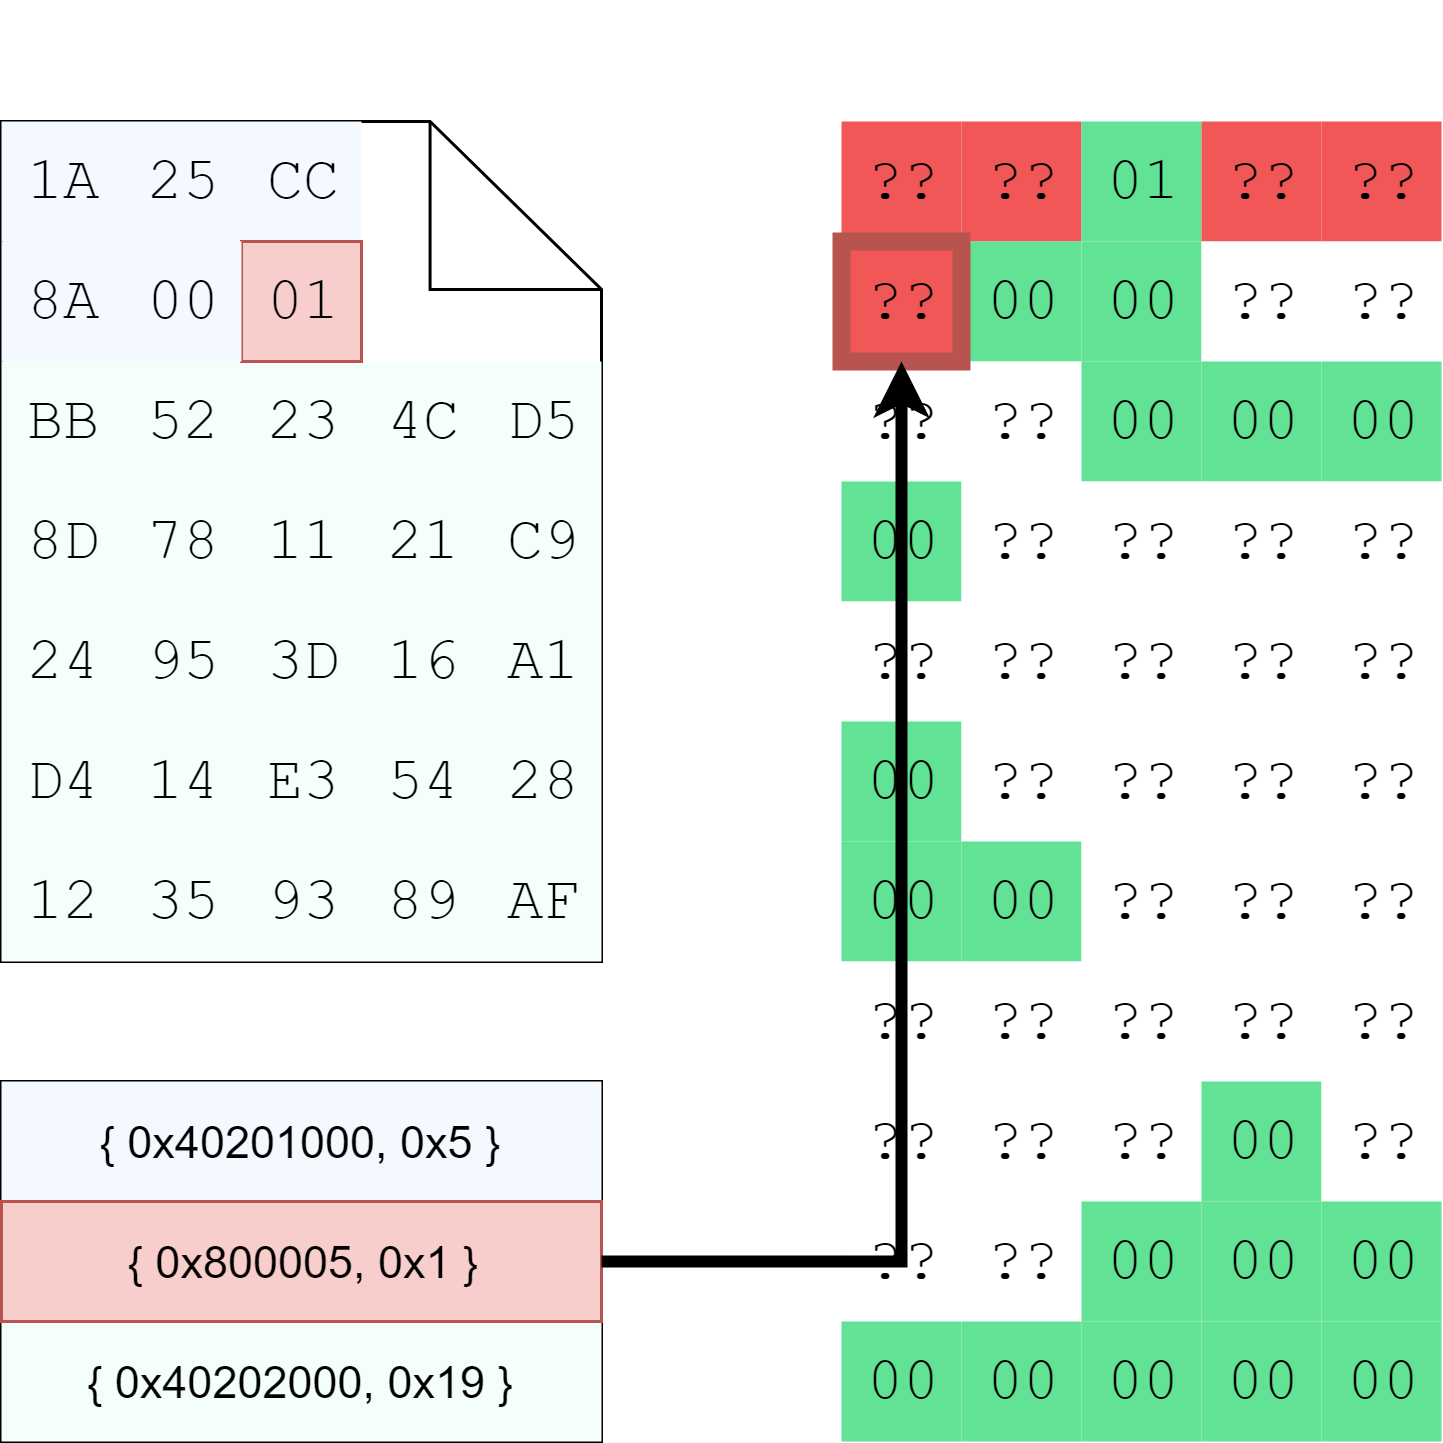 1A 25 CC
8A 00 01
BB 52 23 4C D5
8D 78 11 21 C9
24 95 3D 16 A1
D4 14 E3 54 28
12 35 93 89 AF
{ 0x40201000, 0x5 }
{ 0x800005, 0x1 }
{ 0x40202000, 0x19 }
?? ?? 01 ?? ??
?? 00 00 ?? ??
?? ?? 00 00 00
00 ?? ?? ?? ??
?? ?? ?? ?? ??
00 ?? ?? ?? ??
00 00 ?? ?? ??
?? ?? ?? ?? ??
?? ?? ?? 00 ??
?? ?? 00 00 00
00 00 00 00 00